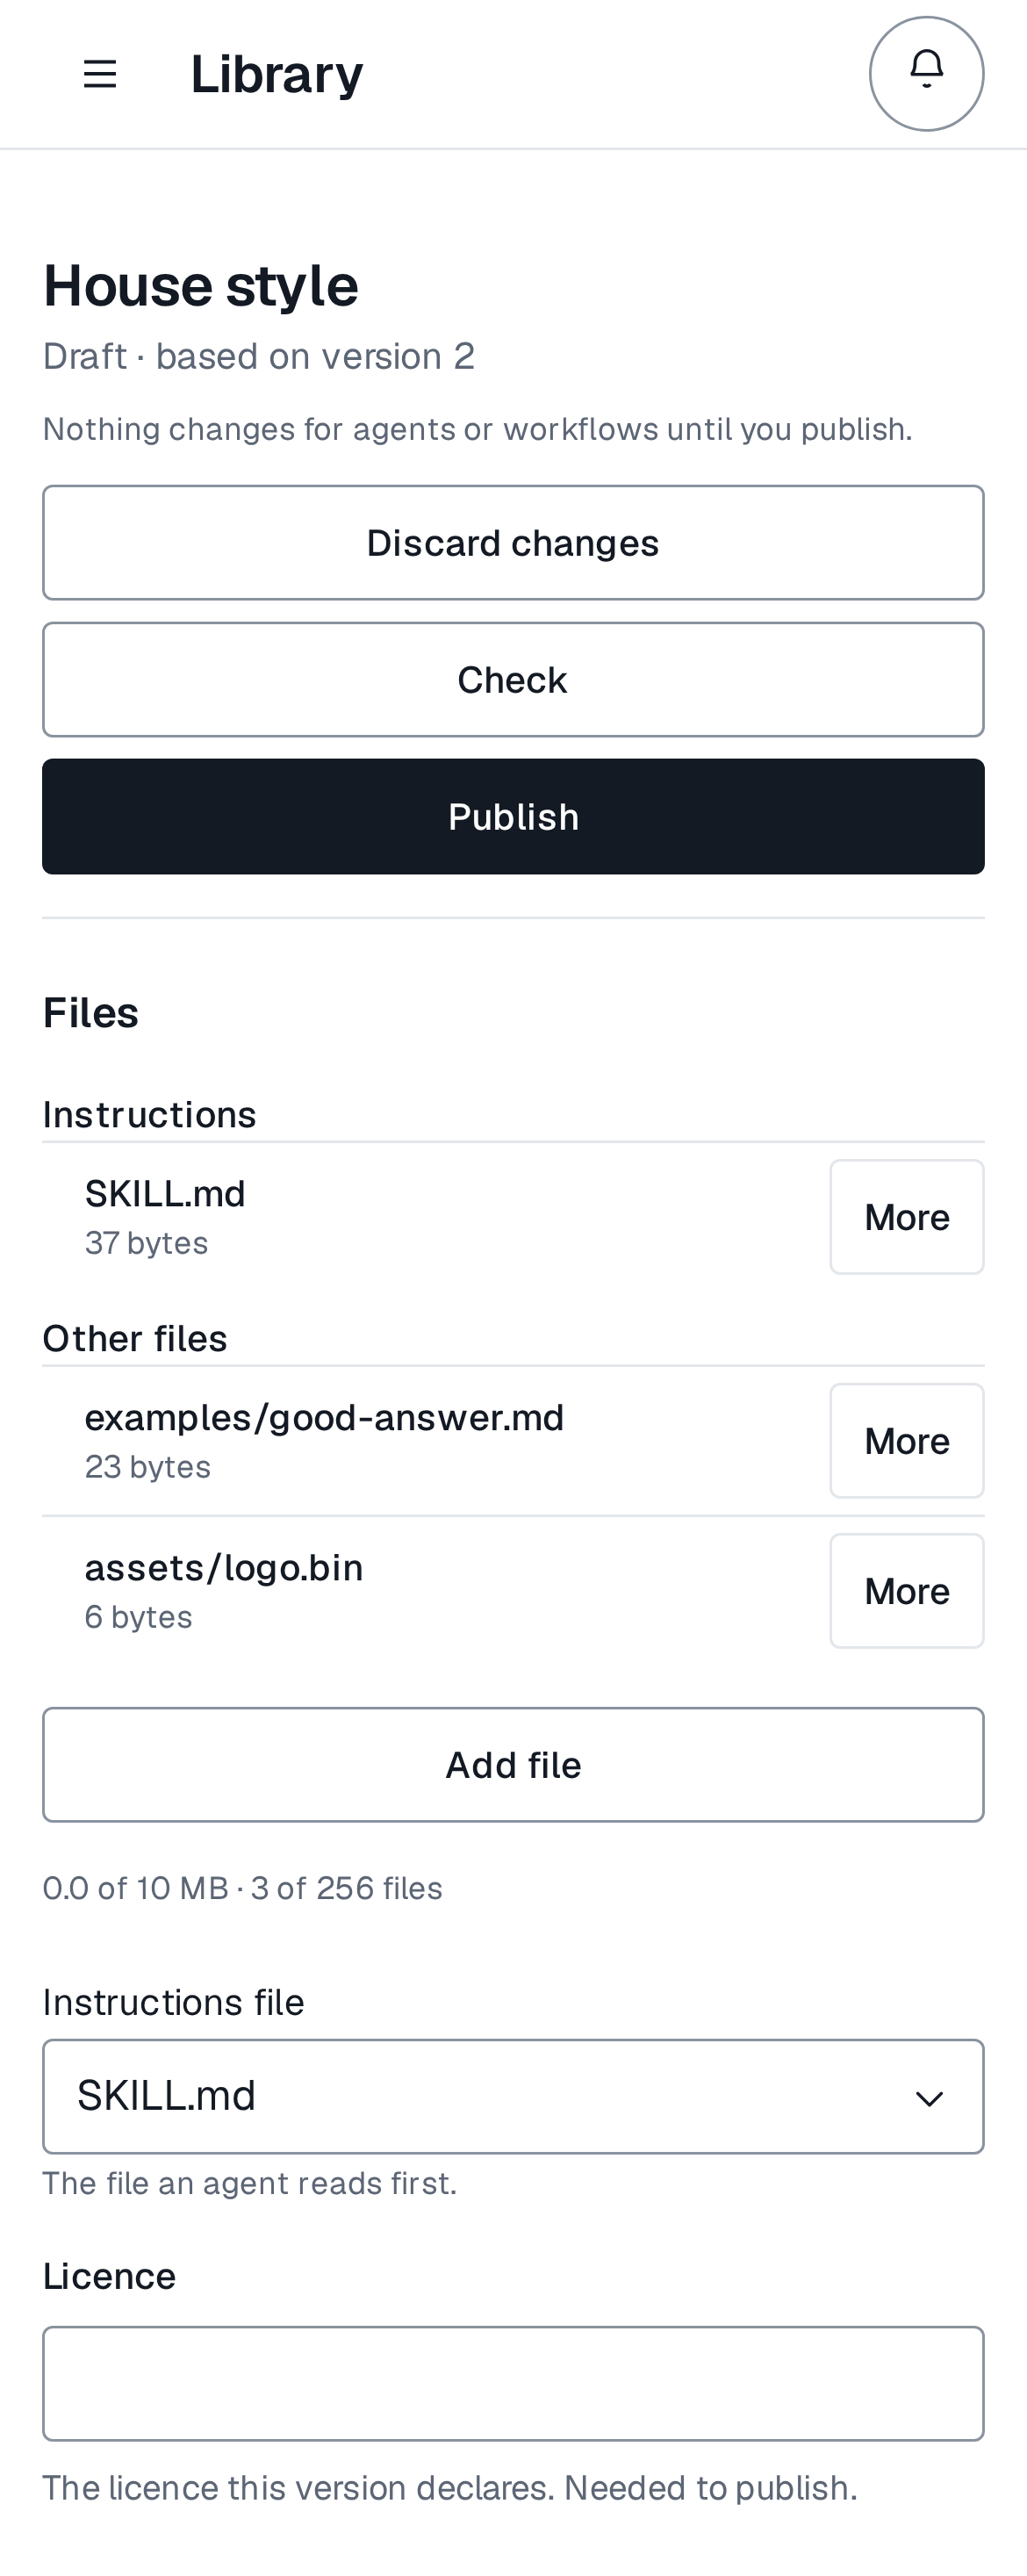 Library
House style
Draft · based on version 2
Nothing changes for agents or workflows until you publish.
Discard changes
Check
Publish
Files
Instructions
SKILL.md
37 bytes
More
Other files
examples/good-answer.md
23 bytes
More
assets/logo.bin
6 bytes
More
Add file
0.0 of 10 MB · 3 of 256 files
Instructions file
SKILL.md
The file an agent reads first.
Licence
The licence this version declares. Needed to publish.